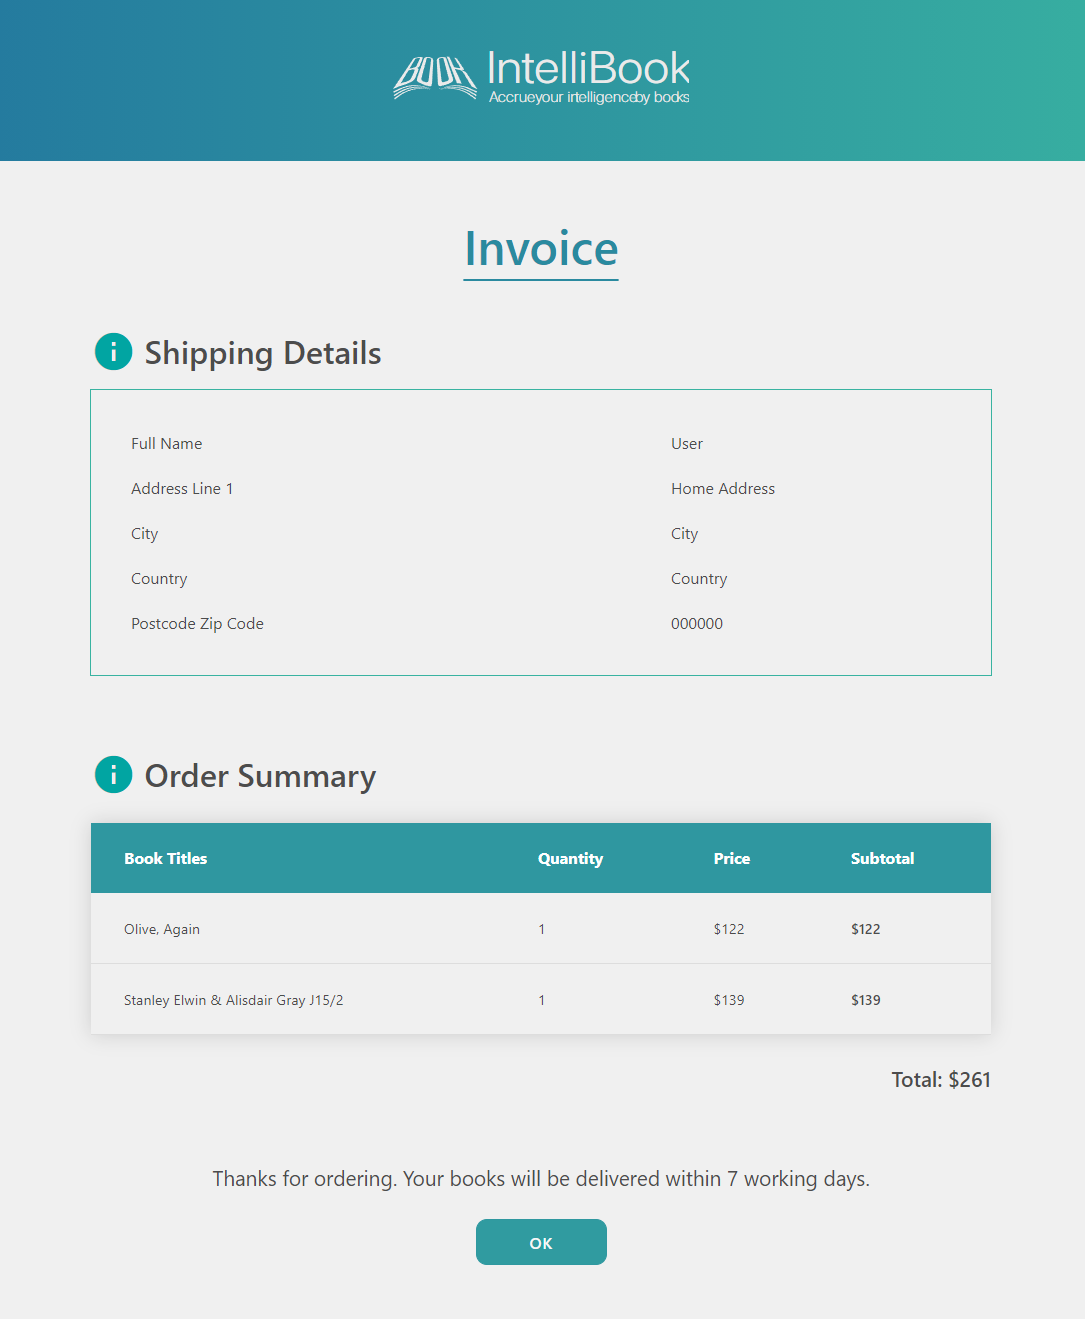 BOOK
IntelliBook
Accrueyour intelligenceby books
Invoice
Shipping Details
Full Name User
Address Line 1 Home Address
City City
Country Country
Postcode Zip Code 000000
Order Summary
Book Titles Quantity Price Subtotal
Olive, Again 1 $122 $122
Stanley Elwin & Alisdair Gray J15/2 1 $139 $139
Total: $261
Thanks for ordering. Your books will be delivered within 7 working days.
OK